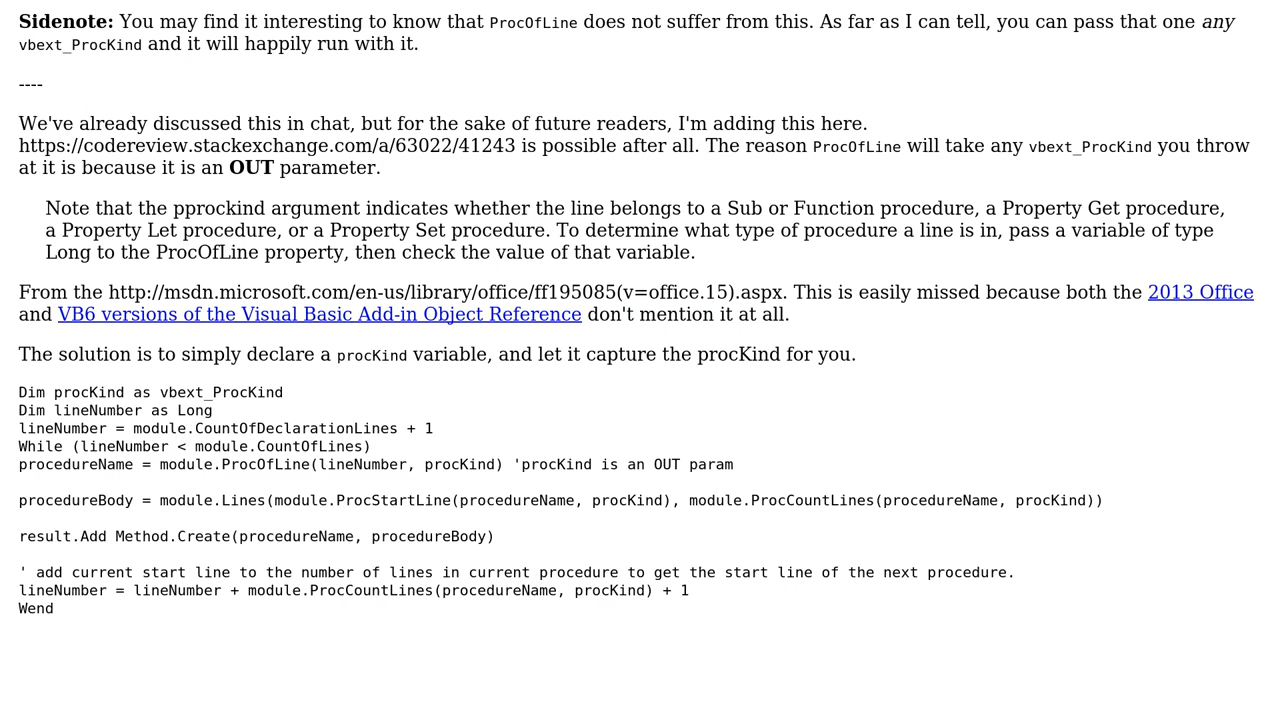 Sidenote: You may find it interesting to know that ProcOfLine does not suffer from this. As far as I can tell, you can pass that one any
vbext_ProcKind and it will happily run with it.
----
We've already discussed this in chat, but for the sake of future readers, I'm adding this here.
https://codereview.stackexchange.com/a/63022/41243 is possible after all. The reason ProcOfLine will take any vbext_ProcKind you throw
at it is because it is an OUT parameter.
Note that the pprockind argument indicates whether the line belongs to a Sub or Function procedure, a Property Get procedure,
a Property Let procedure, or a Property Set procedure. To determine what type of procedure a line is in, pass a variable of type
Long to the ProcOfLine property, then check the value of that variable.
From the http://msdn.microsoft.com/en-us/library/office/ff195085(v=office.15).aspx. This is easily missed because both the 2013 Office
and VB6 versions of the Visual Basic Add-in Object Reference don't mention it at all.
The solution is to simply declare a procKind variable, and let it capture the procKind for you.
Dim procKind as vbext_ProcKind
Dim lineNumber as Long
lineNumber = module.CountOfDeclarationLines + 1
While (lineNumber < module.CountOfLines)
procedureName = module.ProcOfLine(lineNumber, procKind) 'procKind is an OUT param
procedureBody = module.Lines(module.ProcStartLine(procedureName, procKind), module.ProcCountLines(procedureName, procKind))
result.Add Method.Create(procedureName, procedureBody)
' add current start line to the number of lines in current procedure to get the start line of the next procedure.
lineNumber = lineNumber + module.ProcCountLines(procedureName, procKind) + 1
Wend